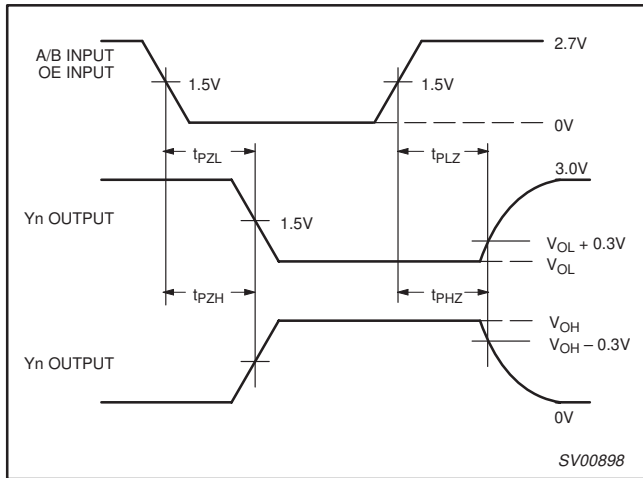 A/B INPUT
OE INPUT
2.7V
1.5V
1.5V
0V
tPZL
tPLZ
3.0V
Yn OUTPUT
1.5V
VOL + 0.3V
VOL
tPZH
tPHZ
VOH
VOH – 0.3V
Yn OUTPUT
0V
SV00898